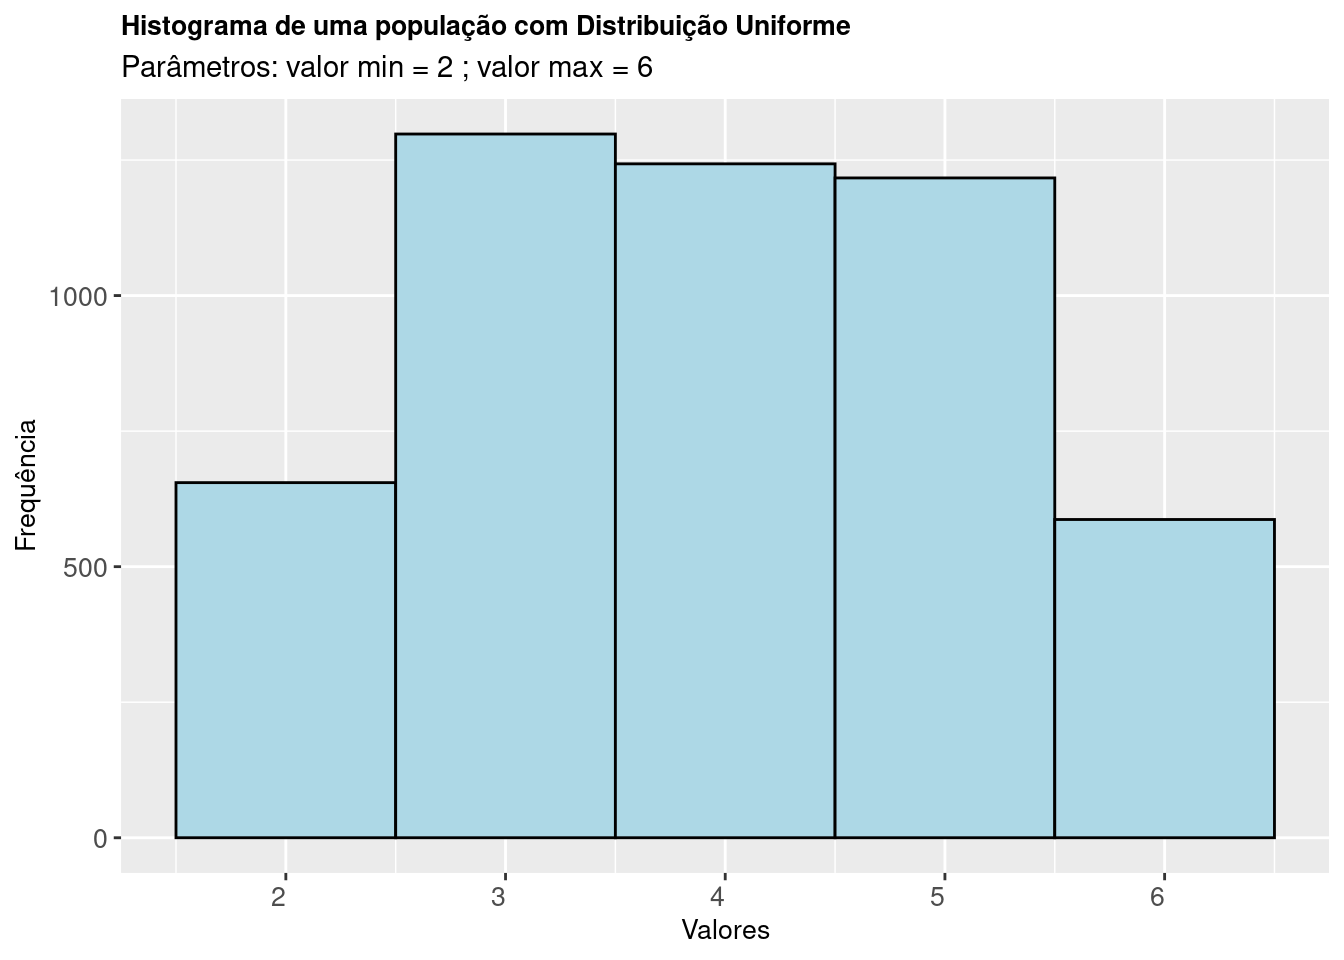 Histograma de uma população com Distribuição Uniforme
Parâmetros: valor min = 2 ; valor max = 6
Frequência
1000
500
0
2 3 4 5 6
Valores